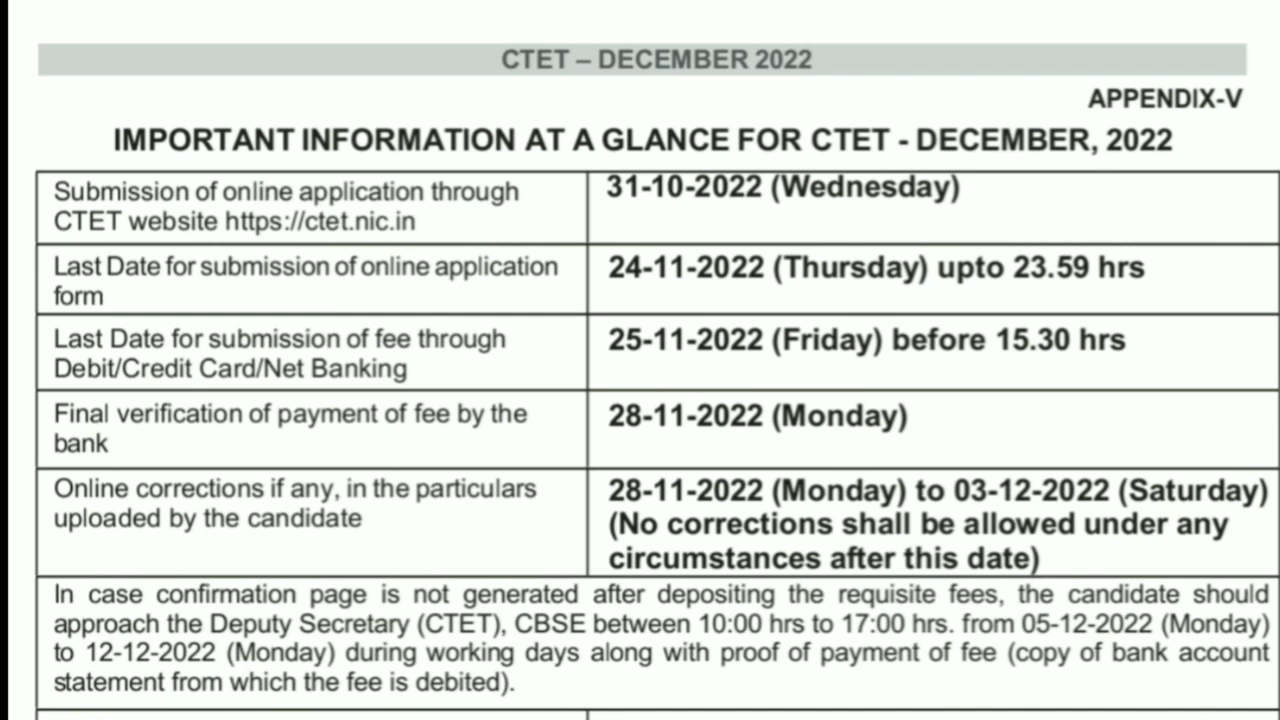 CTET – DECEMBER 2022
APPENDIX-V
IMPORTANT INFORMATION AT A GLANCE FOR CTET - DECEMBER, 2022
Submission of online application through
CTET website https://ctet.nic.in
31-10-2022 (Wednesday)
Last Date for submission of online application
form
24-11-2022 (Thursday) upto 23.59 hrs
Last Date for submission of fee through
Debit/Credit Card/Net Banking
25-11-2022 (Friday) before 15.30 hrs
Final verification of payment of fee by the
bank
28-11-2022 (Monday)
Online corrections if any, in the particulars
uploaded by the candidate
28-11-2022 (Monday) to 03-12-2022 (Saturday)
(No corrections shall be allowed under any
circumstances after this date)
In case confirmation page is not generated after depositing the requisite fees, the candidate should
approach the Deputy Secretary (CTET), CBSE between 10:00 hrs to 17:00 hrs. from 05-12-2022 (Monday)
to 12-12-2022 (Monday) during working days along with proof of payment of fee (copy of bank account
statement from which the fee is debited).